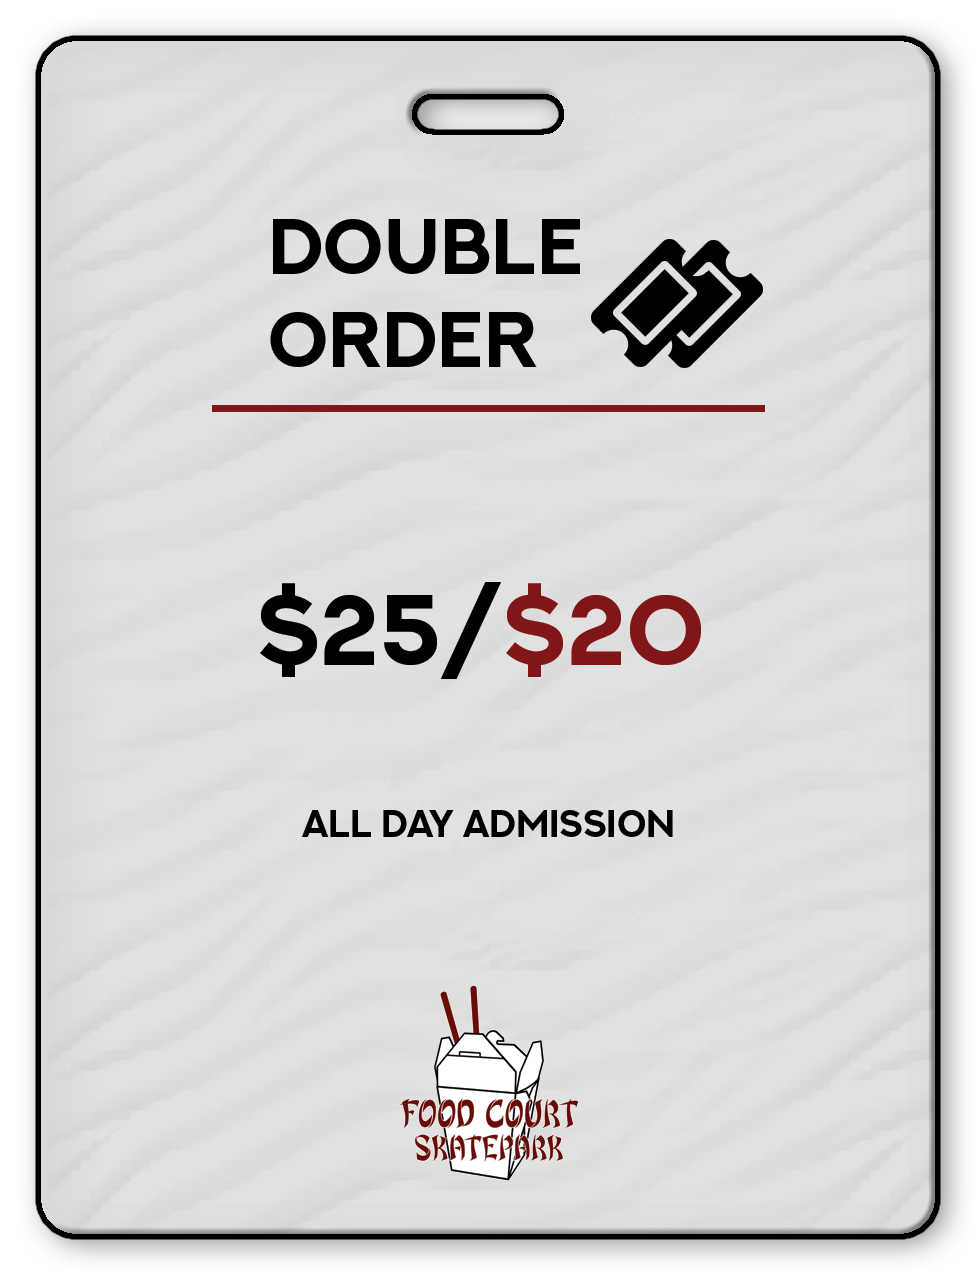 DOUBLE
ORDER
$25/$20
ALL DAY ADMISSION
FOOD COURT
SKATEPARK